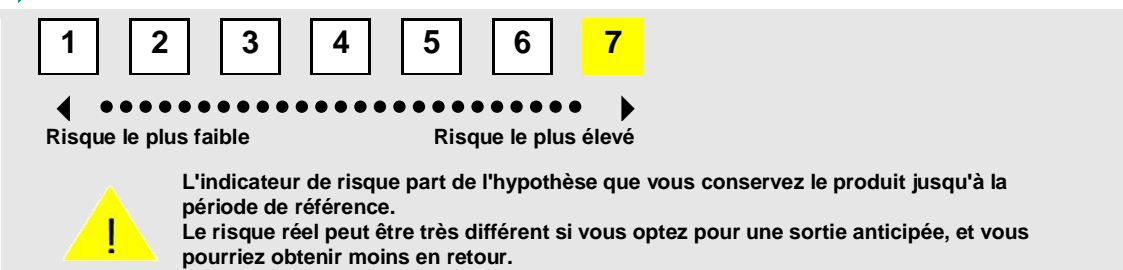 1 2 3 4 5 6 7
Risque le plus faible Risque le plus élevé
L'indicateur de risque part de l'hypothèse que vous conservez le produit jusqu'à la
période de référence.
!
Le risque réel peut être très différent si vous optez pour une sortie anticipée, et vous
pourriez obtenir moins en retour.